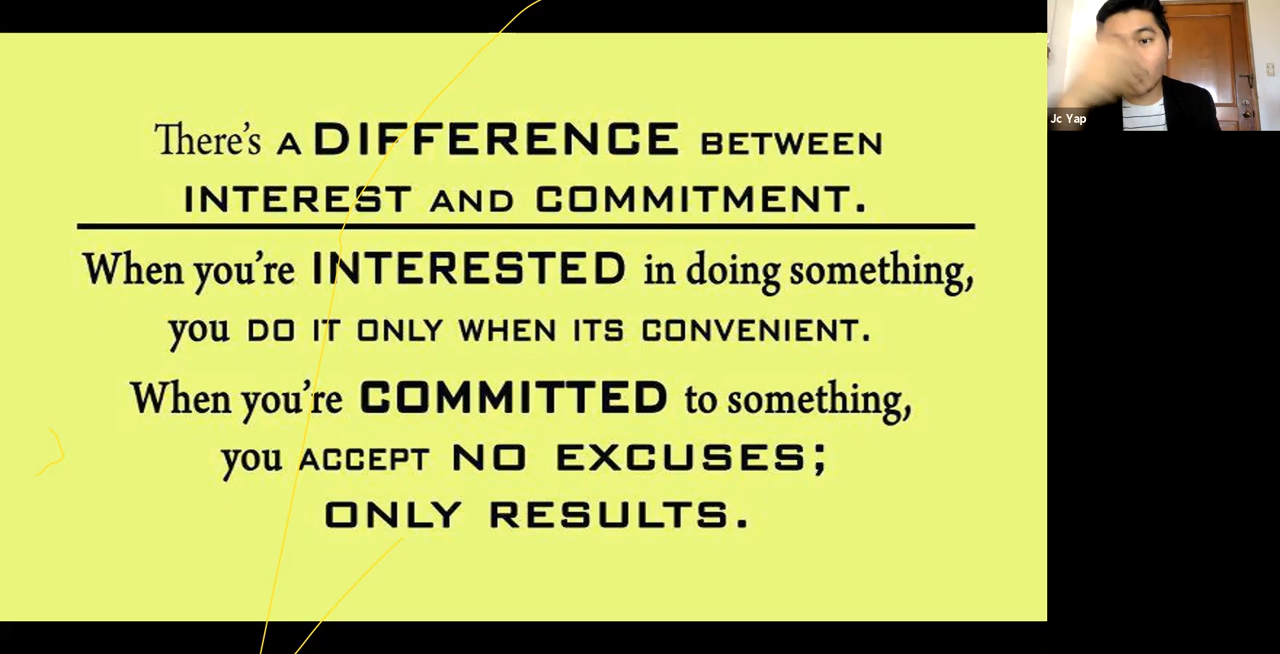 There's A DIFFERENCE BETWEEN
INTEREST AND COMMITMENT.
When you're INTERESTED in doing something,
you DO IT ONLY WHEN ITS CONVENIENT.
When you're COMMITTED to something,
you ACCEPT NO EXCUSES;
ONLY RESULTS.
Jc Yap